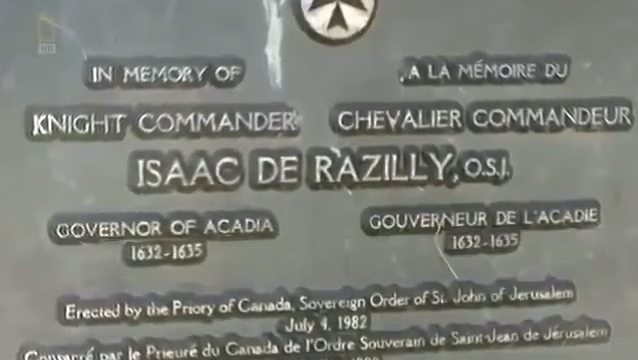 HD
IN MEMORY OF
A LA MÉMOIRE DU
KNIGHT COMMANDER
CHEVALIER COMMANDEUR
ISAAC DE RAZILLY, O.S.J.
GOVERNOR OF ACADIA
GOUVERNEUR DE L'ACADIE
1632-1635
1632-1635
Erected by the Priory of Canada, Sovereign Order of St. John of Jerusalem
July 4, 1982
Consacré par le Prieuré du Canada de l'Ordre Souverain de Saint-Jean de Jérusalem